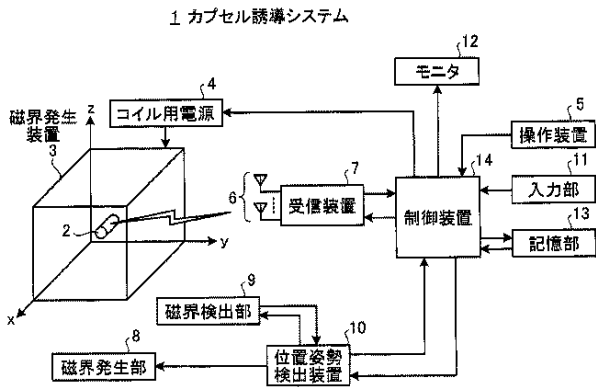 1 カプセル誘導システム
12
モニタ
4
コイル用電源
磁界発生
装置
3
z
5
操作装置
6
7
受信装置
14
制御装置
11
入力部
13
記憶部
2
y
x
9
磁界検出部
10
位置姿勢
検出装置
8
磁界発生部